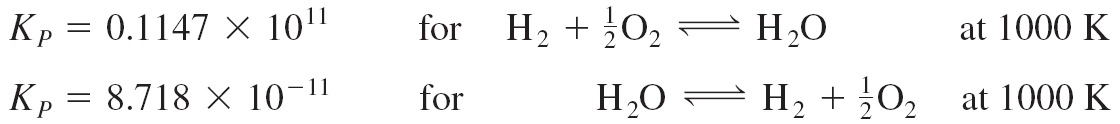 K_P = 0.1147 × 10^11 for H₂ + ½O₂ ⇌ H₂O at 1000 K
K_P = 8.718 × 10^−11 for H₂O ⇌ H₂ + ½O₂ at 1000 K